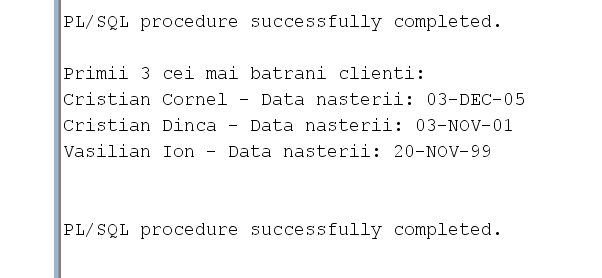 PL/SQL procedure successfully completed.
Primii 3 cei mai batrani clienti:
Cristian Cornel - Data nasterii: 03-DEC-05
Cristian Dinca - Data nasterii: 03-NOV-01
Vasilian Ion - Data nasterii: 20-NOV-99
PL/SQL procedure successfully completed.